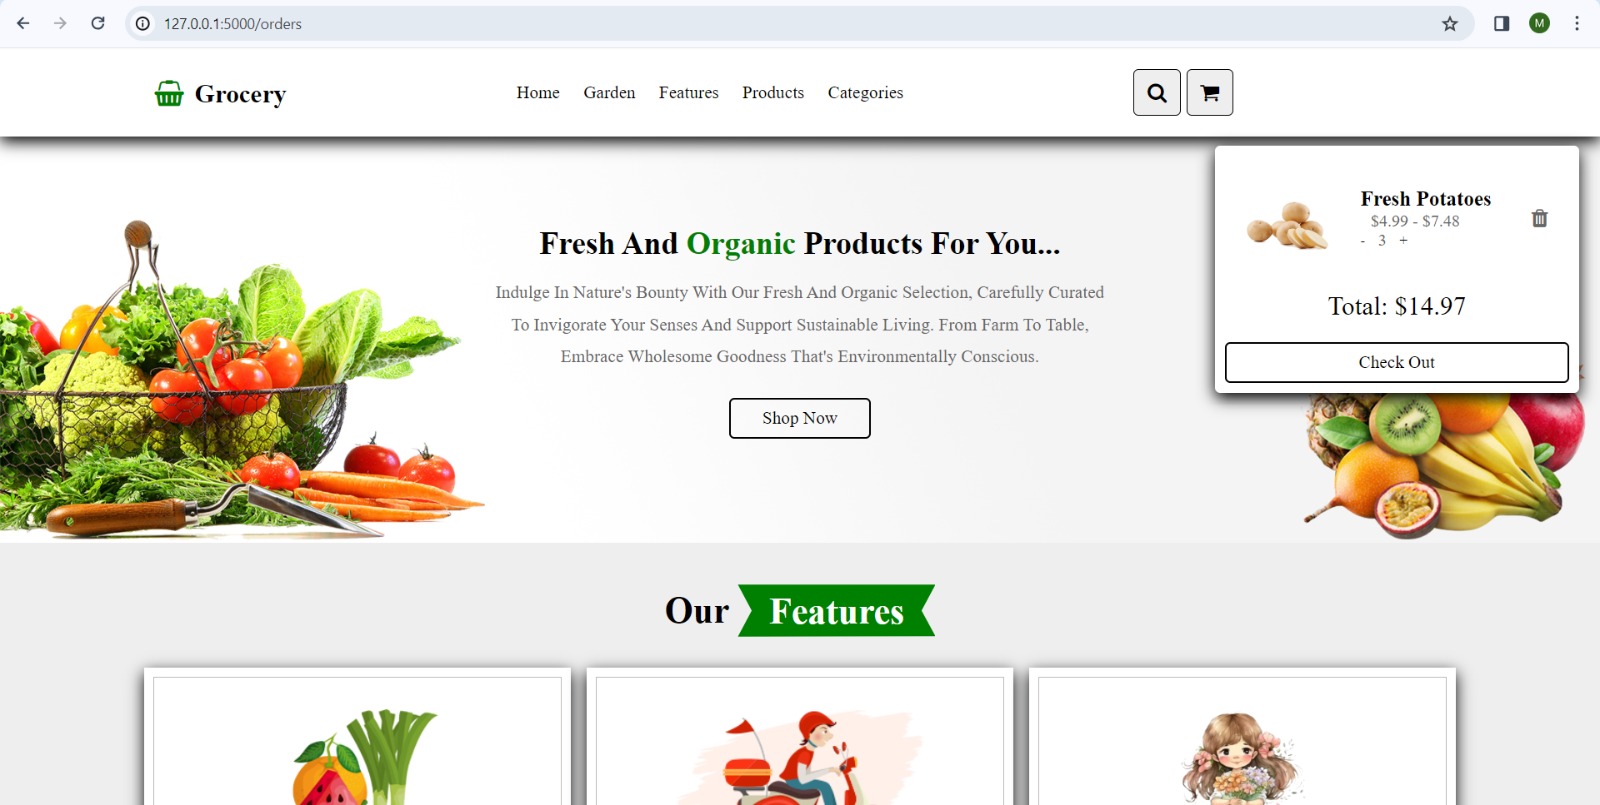 127.0.0.1:5000/orders
M
Grocery
Home Garden Features Products Categories
Fresh Potatoes
$4.99 - $7.48
- 3 +
Total: $14.97
Check Out
Fresh And Organic Products For You...
Indulge In Nature's Bounty With Our Fresh And Organic Selection, Carefully Curated
To Invigorate Your Senses And Support Sustainable Living. From Farm To Table,
Embrace Wholesome Goodness That's Environmentally Conscious.
Shop Now
Our Features